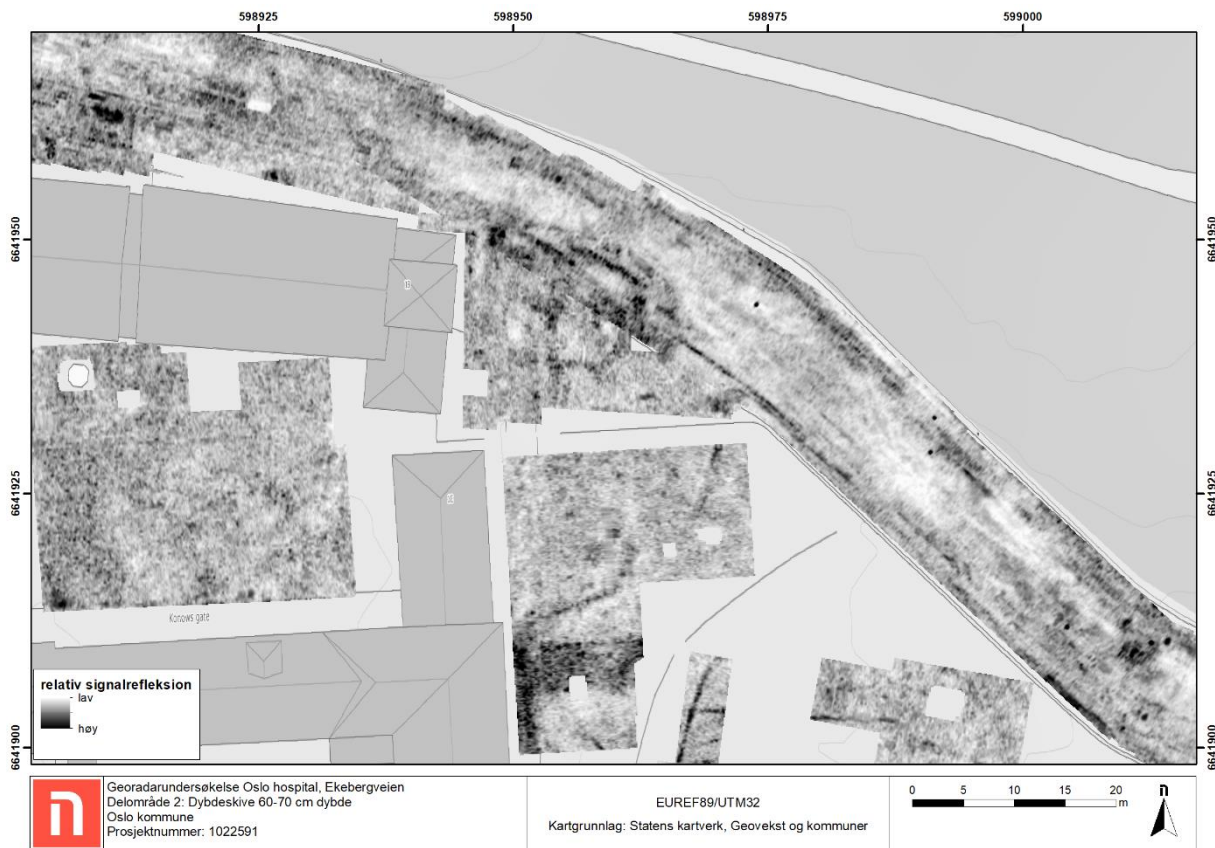 598925 598950 598975 599000
6641950 6641950
6641925 6641925
Konows gate
relativ signalrefleksion
lav
høy
6641900 6641900
Georadarundersøkelse Oslo hospital, Ekebergveien
Delområde 2: Dybdeskive 60-70 cm dybde
Oslo kommune
Prosjektnummer: 1022591
EUREF89/UTM32
Kartgrunnlag: Statens kartverk, Geovekst og kommuner
0 5 10 15 20
m